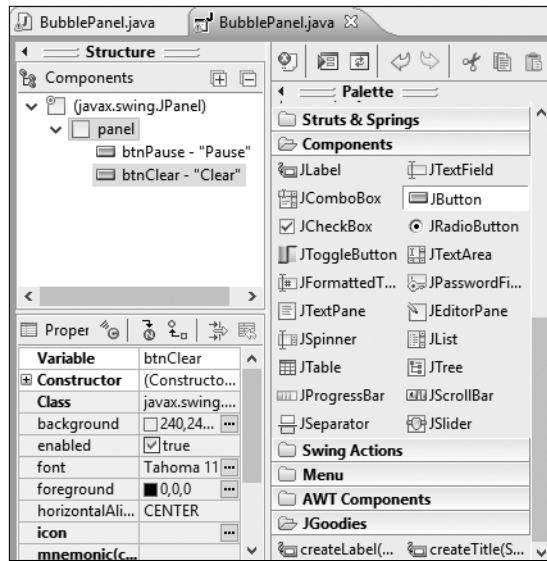 BubblePanel.java
BubblePanel.java
Structure
Components
(javax.swing.JPanel)
panel
btnPause - "Pause"
btnClear - "Clear"
Proper
Variable btnClear
Constructor (Constructo...
Class javax.swing....
background 240,24... ...
enabled true
font Tahoma 11 ...
foreground 0,0,0 ...
horizontalAli... CENTER
icon ...
mnemonic(c...
Palette
Struts & Springs
Components
JLabel JTextField
JComboBox JButton
JCheckBox JRadioButton
JToggleButton JTextArea
JFormattedT... JPasswordFi...
JTextPane JEditorPane
JSpinner JList
JTable JTree
JProgressBar JScrollBar
JSeparator JSlider
Swing Actions
Menu
AWT Components
JGoodies
createLabel(... createTitle(S...